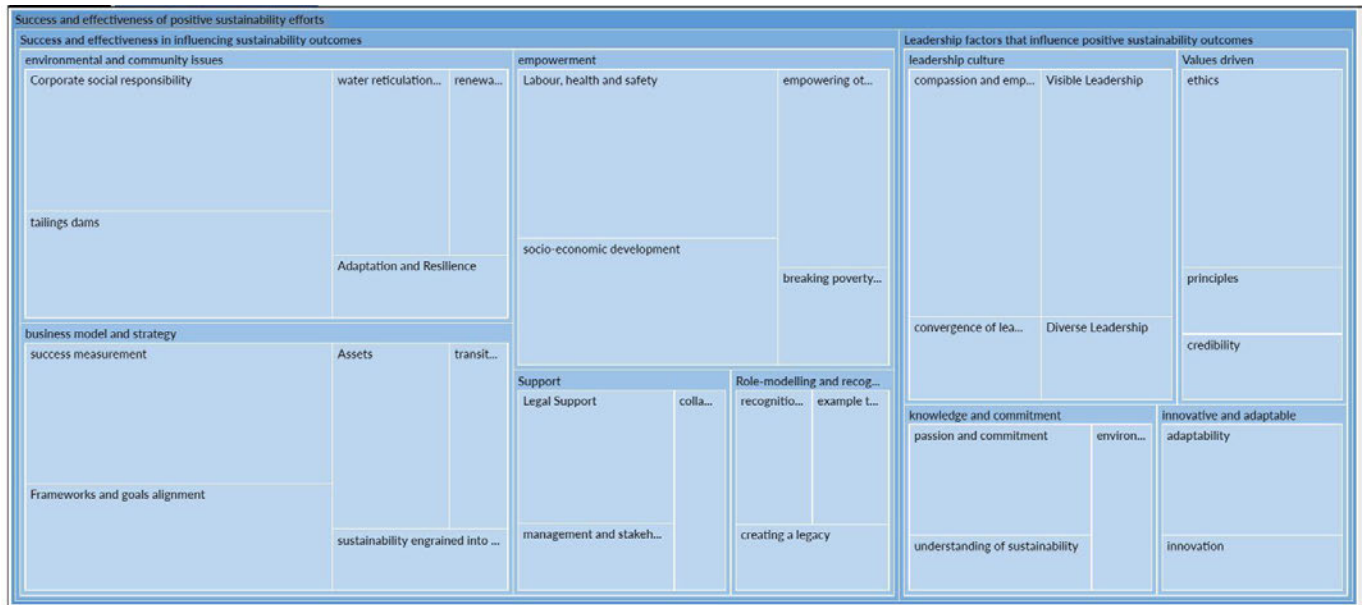 Success and effectiveness of positive sustainability efforts
Success and effectiveness in influencing sustainability outcomes
environmental and community issues
Corporate social responsibility
water reticulation...
renewa...
tailings dams
Adaptation and Resilience
business model and strategy
success measurement
Assets
transit...
Frameworks and goals alignment
sustainability engrained into ...
empowerment
Labour, health and safety
empowering ot...
socio-economic development
breaking poverty...
Support
Legal Support
colla...
management and stakeh...
Role-modelling and recog...
recognitio...
example t...
creating a legacy
Leadership factors that influence positive sustainability outcomes
leadership culture
compassion and emp...
Visible Leadership
convergence of lea...
Diverse Leadership
Values driven
ethics
principles
credibility
knowledge and commitment
passion and commitment
environ...
understanding of sustainability
innovative and adaptable
adaptability
innovation